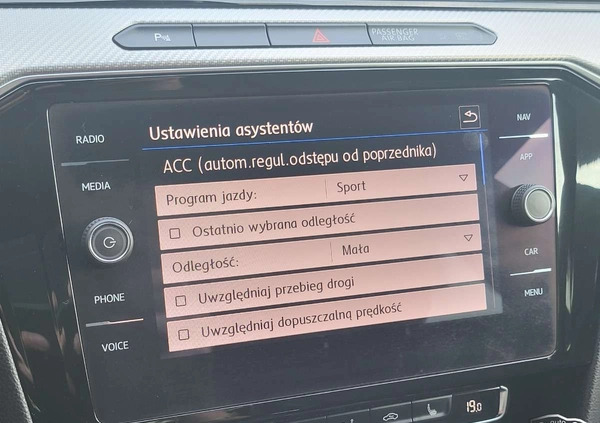 P
PASSENGER
AIR BAG
RADIO
MEDIA
PHONE
VOICE
Ustawienia asystentów
ACC (autom.regul.odstępu od poprzednika)
Program jazdy: Sport
Ostatnio wybrana odległość
Odległość: Mała
Uwzględniaj przebieg drogi
Uwzględniaj dopuszczalną prędkość
NAV
APP
CAR
MENU
19.0